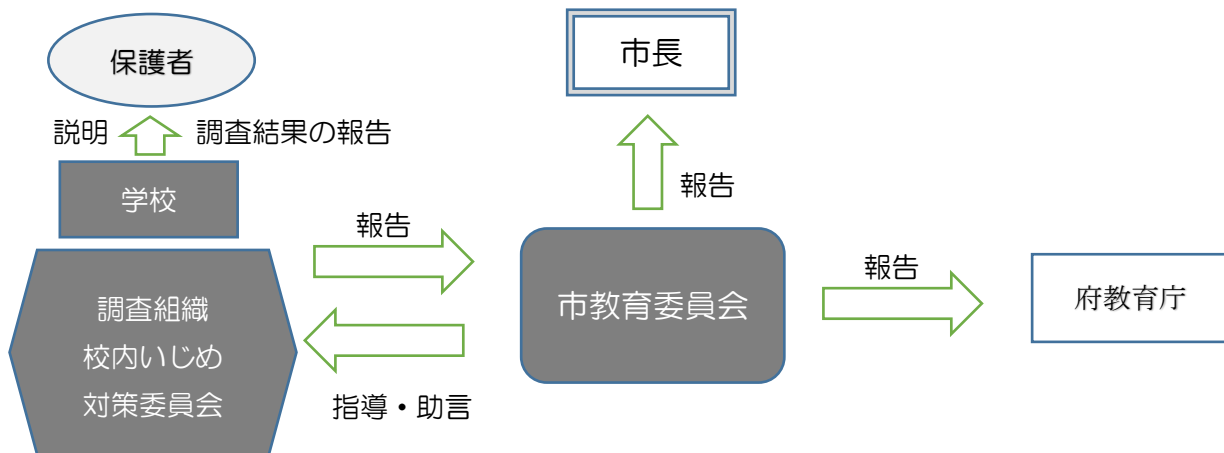 保護者
市長
説明
調査結果の報告
報告
学校
報告
報告
市教育委員会
府教育庁
調査組織
校内いじめ
対策委員会
指導・助言